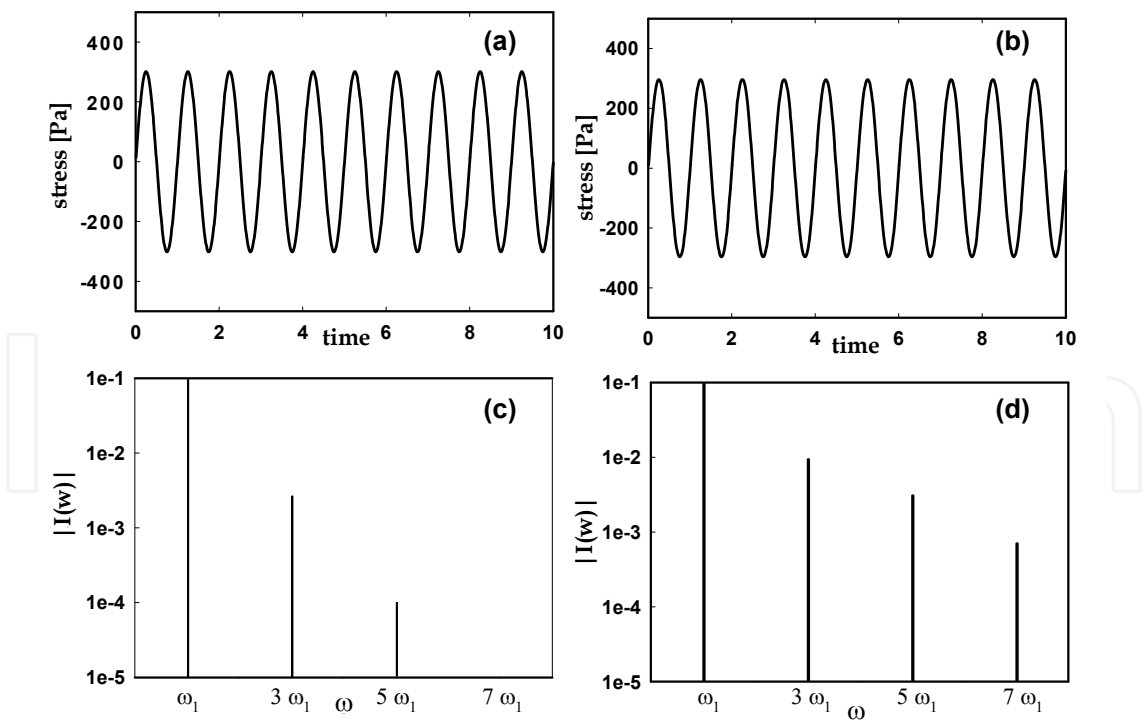 (a)
400
200
0
-200
-400
stress [Pa]
0 2 4 6 8 10
time
(b)
400
200
0
-200
-400
stress [Pa]
0 2 4 6 8 10
time
(c)
1e-1
1e-2
1e-3
1e-4
1e-5
|I(w)|
ω₁ 3 ω₁ 5 ω₁ 7 ω₁
ω
(d)
1e-1
1e-2
1e-3
1e-4
1e-5
|I(w)|
ω₁ 3 ω₁ 5 ω₁ 7 ω₁
ω